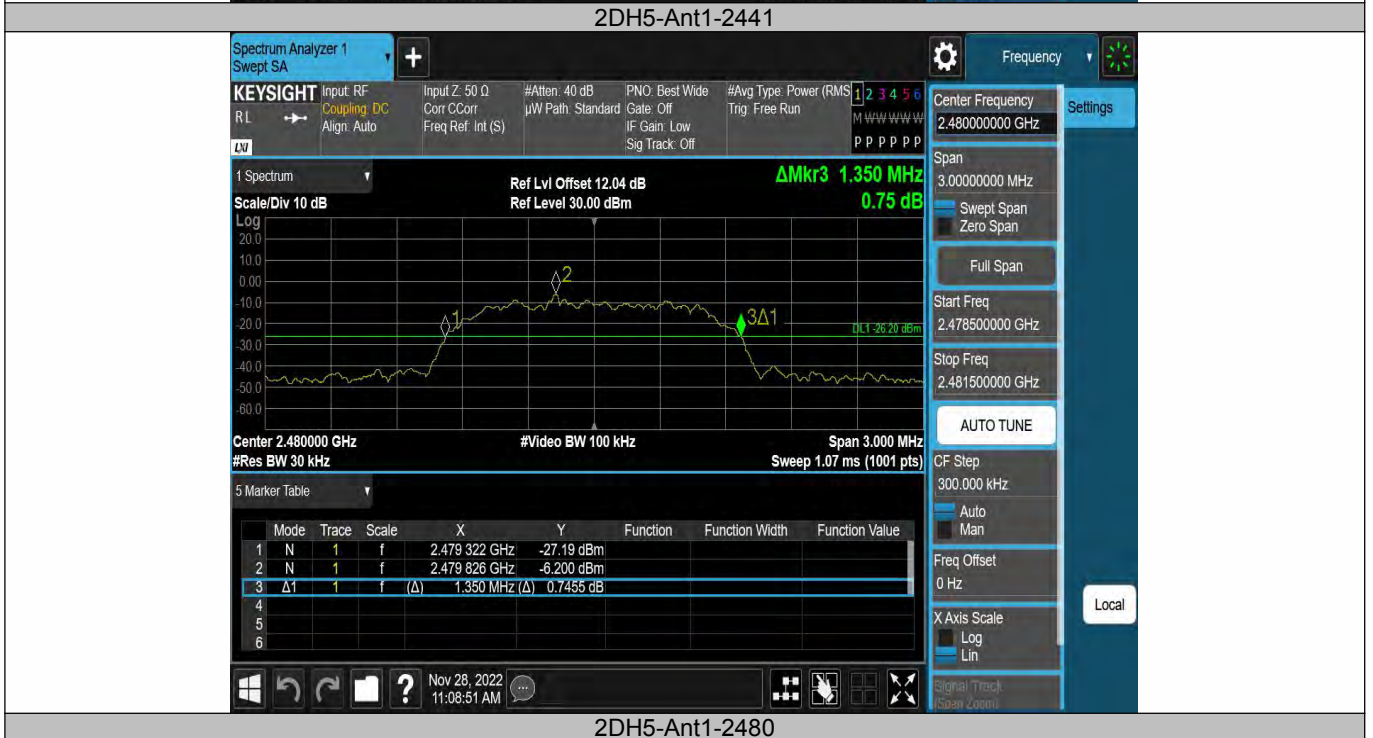 2DH5-Ant1-2441
Spectrum Analyzer 1
Swept SA
+
Frequency
KEYSIGHT
RL
LXI
Input: RF
Coupling: DC
Align: Auto
Input Z: 50 Ω
Corr CCorr
Freq Ref: Int (S)
#Atten: 40 dB
µW Path: Standard
PNO: Best Wide
Gate: Off
IF Gain: Low
Sig Track: Off
#Avg Type: Power (RMS
Trig: Free Run
1 2 3 4 5 6
M W W W W W
P P P P P P
1 Spectrum
Scale/Div 10 dB
Ref Lvl Offset 12.04 dB
Ref Level 30.00 dBm
ΔMkr3 1.350 MHz
0.75 dB
Log
20.0
10.0
0.00
-10.0
-20.0
-30.0
-40.0
-50.0
-60.0
1
2
3Δ1
DL1 -26.20 dBm
Center 2.480000 GHz
#Video BW 100 kHz
Span 3.000 MHz
#Res BW 30 kHz
Sweep 1.07 ms (1001 pts)
5 Marker Table
Mode Trace Scale X Y Function Function Width Function Value
1 N 1 f 2.479 322 GHz -27.19 dBm
2 N 1 f 2.479 826 GHz -6.200 dBm
3 Δ1 1 f (Δ) 1.350 MHz (Δ) 0.7455 dB
4
5
6
?
Nov 28, 2022
11:08:51 AM
Center Frequency
2.480000000 GHz
Settings
Span
3.00000000 MHz
Swept Span
Zero Span
Full Span
Start Freq
2.478500000 GHz
Stop Freq
2.481500000 GHz
AUTO TUNE
CF Step
300.000 kHz
Auto
Man
Freq Offset
0 Hz
Local
X Axis Scale
Log
Lin
Signal Track
(Span Zoom)
2DH5-Ant1-2480